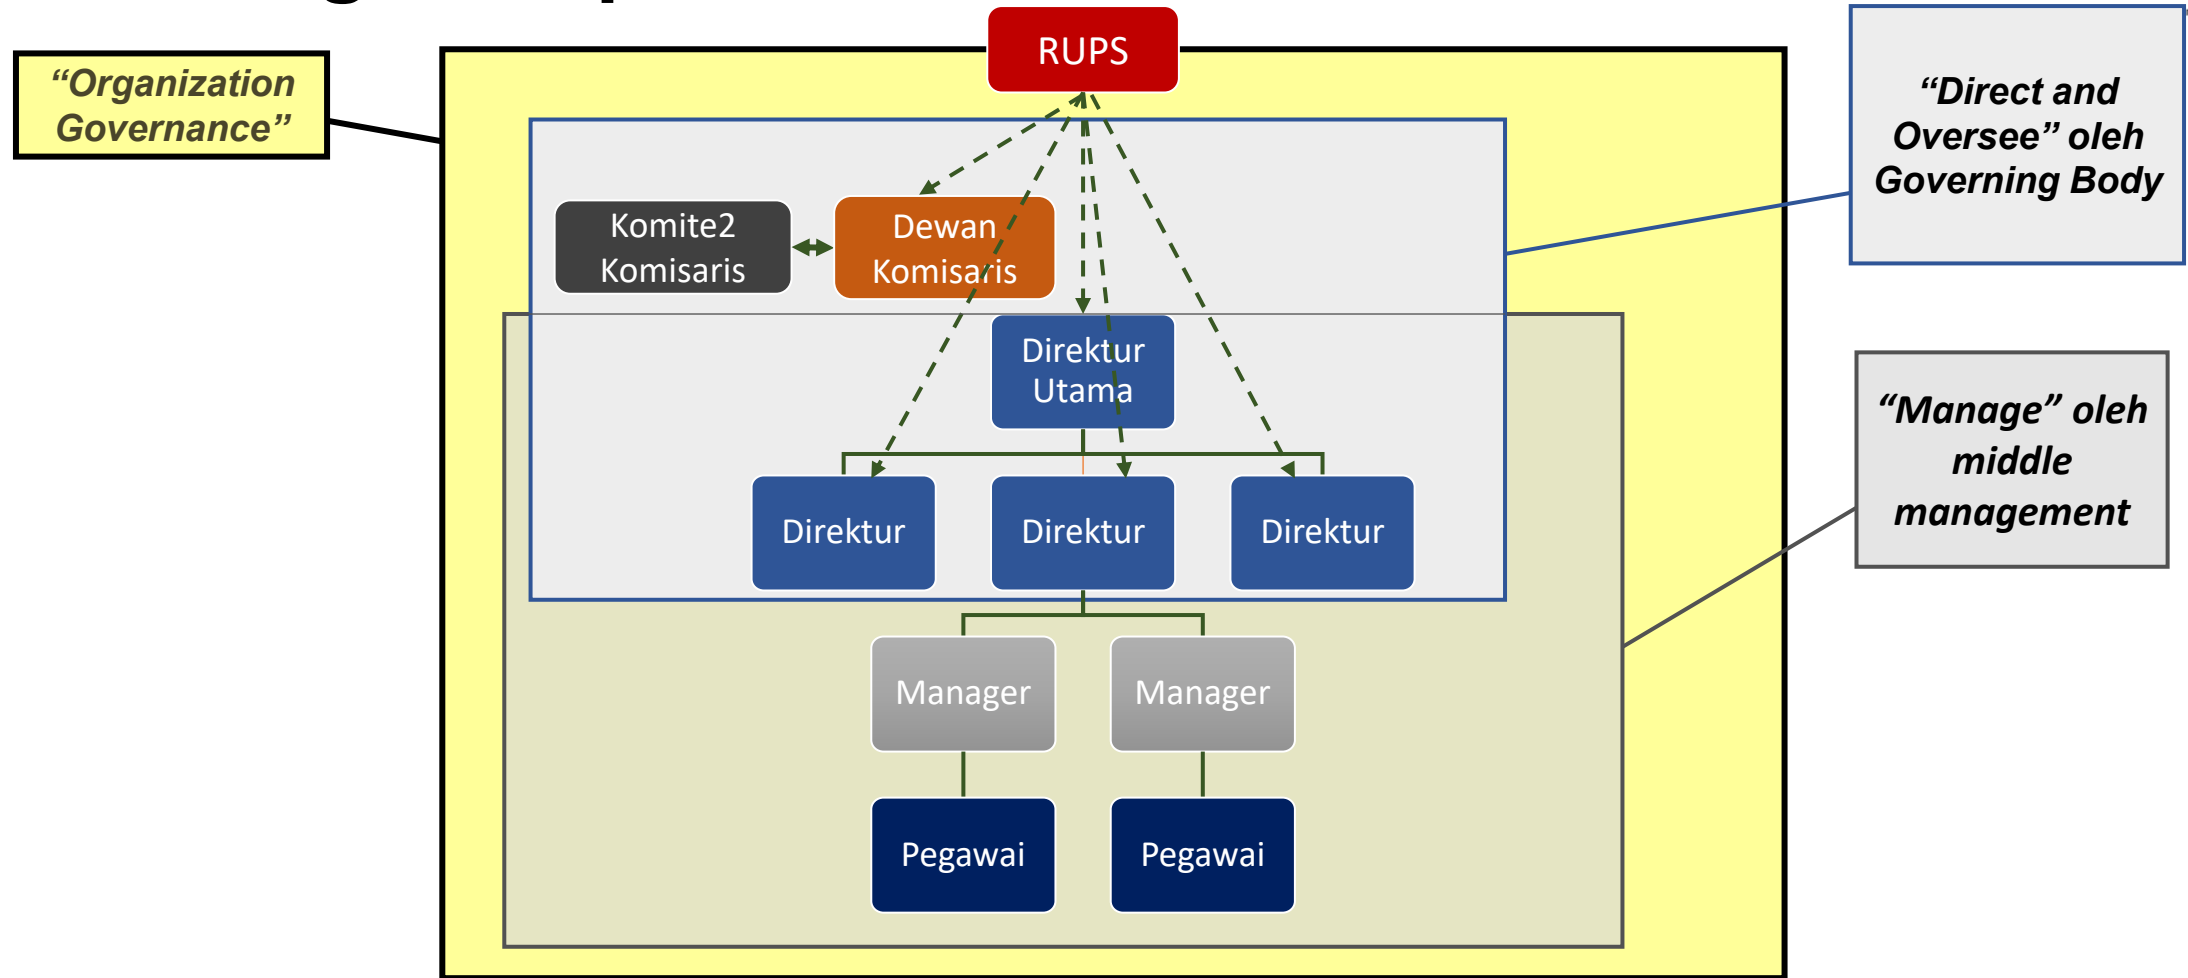 RUPS
“Organization
Governance”
“Direct and
Oversee” oleh
Governing Body
Komite2
Komisaris
Dewan
Komisaris
Direktur
Utama
“Manage” oleh
middle
management
Direktur
Direktur
Direktur
Manager
Manager
Pegawai
Pegawai